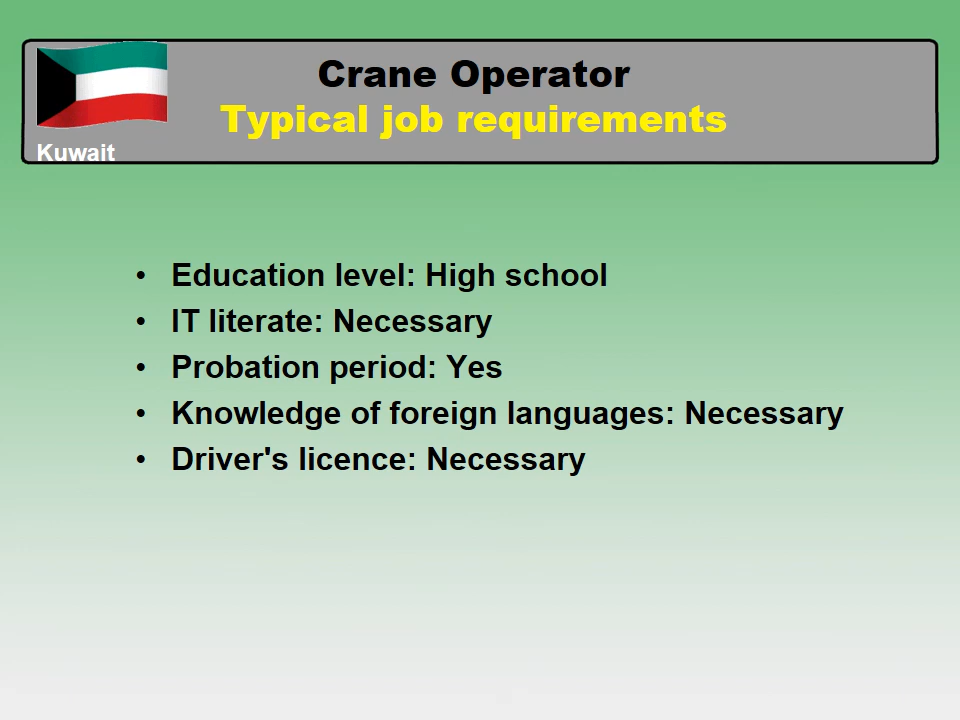 Crane Operator
Typical job requirements
Kuwait
• Education level: High school
• IT literate: Necessary
• Probation period: Yes
• Knowledge of foreign languages: Necessary
• Driver's licence: Necessary